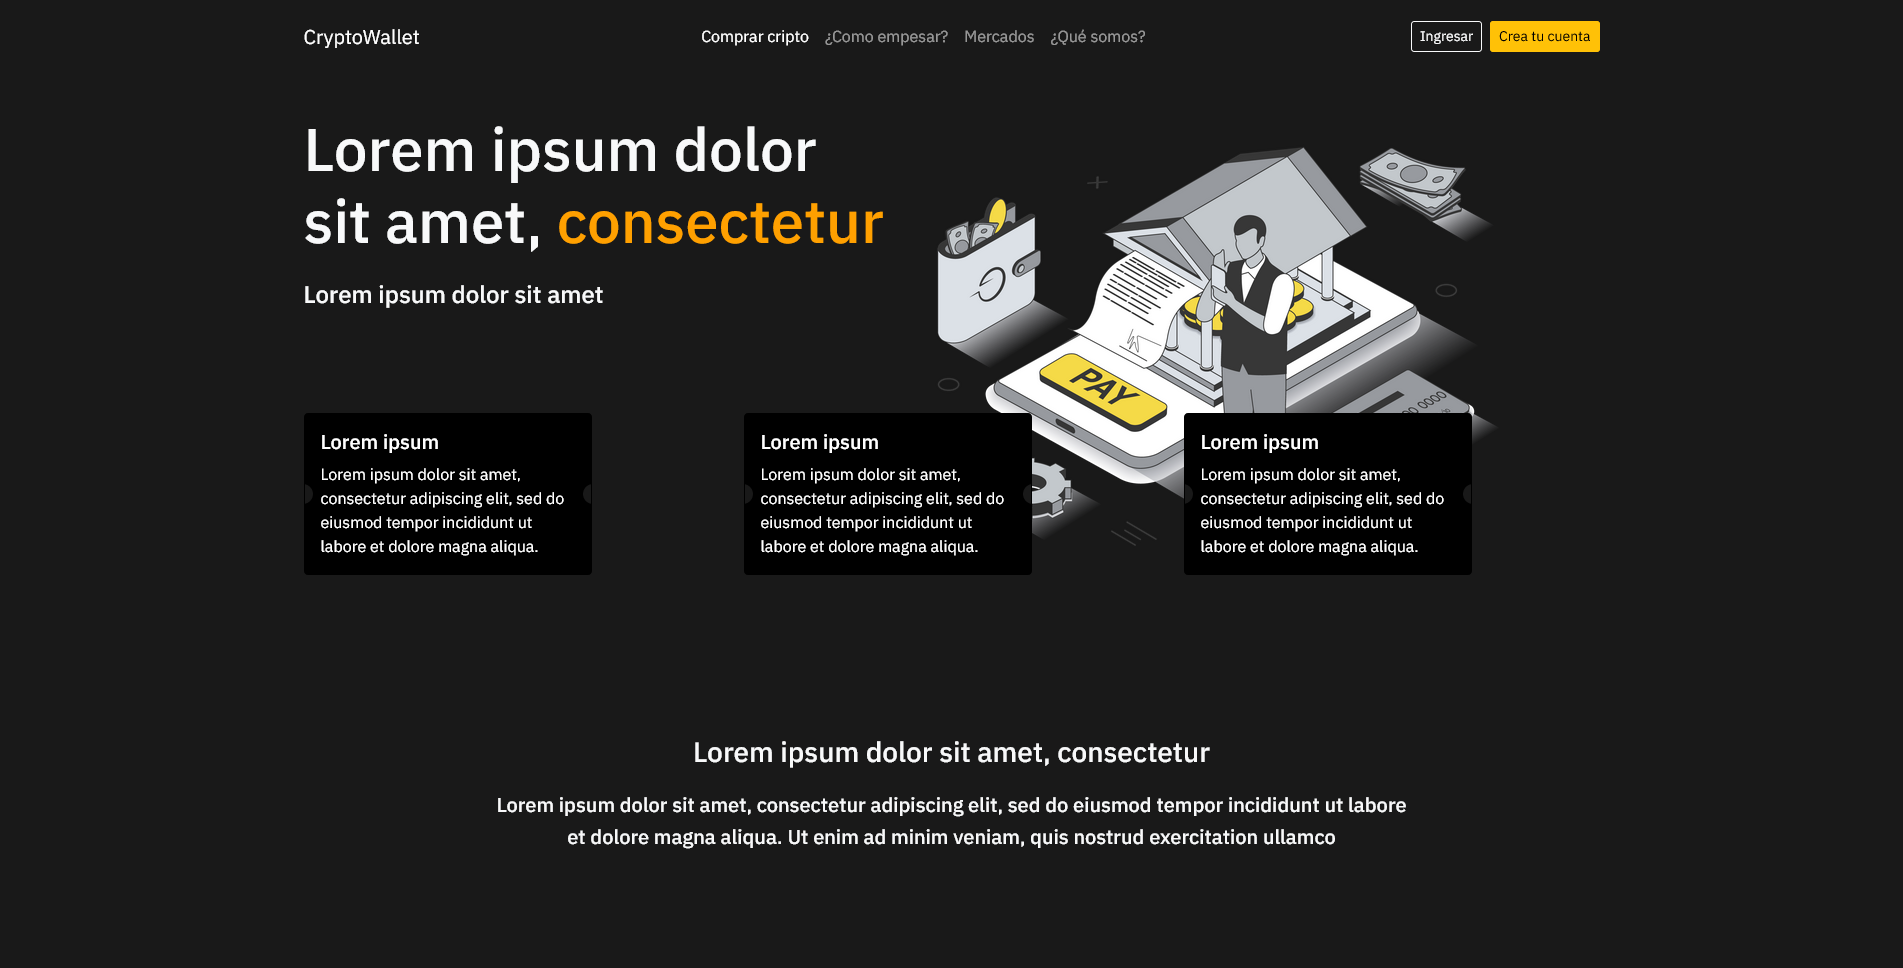 CryptoWallet
Comprar cripto
¿Como empesar?
Mercados
¿Qué somos?
Ingresar
Crea tu cuenta
Lorem ipsum dolor
sit amet, consectetur
Lorem ipsum dolor sit amet
PAY
Lorem ipsum
Lorem ipsum dolor sit amet,
consectetur adipiscing elit, sed do
eiusmod tempor incididunt ut
labore et dolore magna aliqua.
Lorem ipsum
Lorem ipsum dolor sit amet,
consectetur adipiscing elit, sed do
eiusmod tempor incididunt ut
labore et dolore magna aliqua.
Lorem ipsum
Lorem ipsum dolor sit amet,
consectetur adipiscing elit, sed do
eiusmod tempor incididunt ut
labore et dolore magna aliqua.
Lorem ipsum dolor sit amet, consectetur
Lorem ipsum dolor sit amet, consectetur adipiscing elit, sed do eiusmod tempor incididunt ut labore
et dolore magna aliqua. Ut enim ad minim veniam, quis nostrud exercitation ullamco